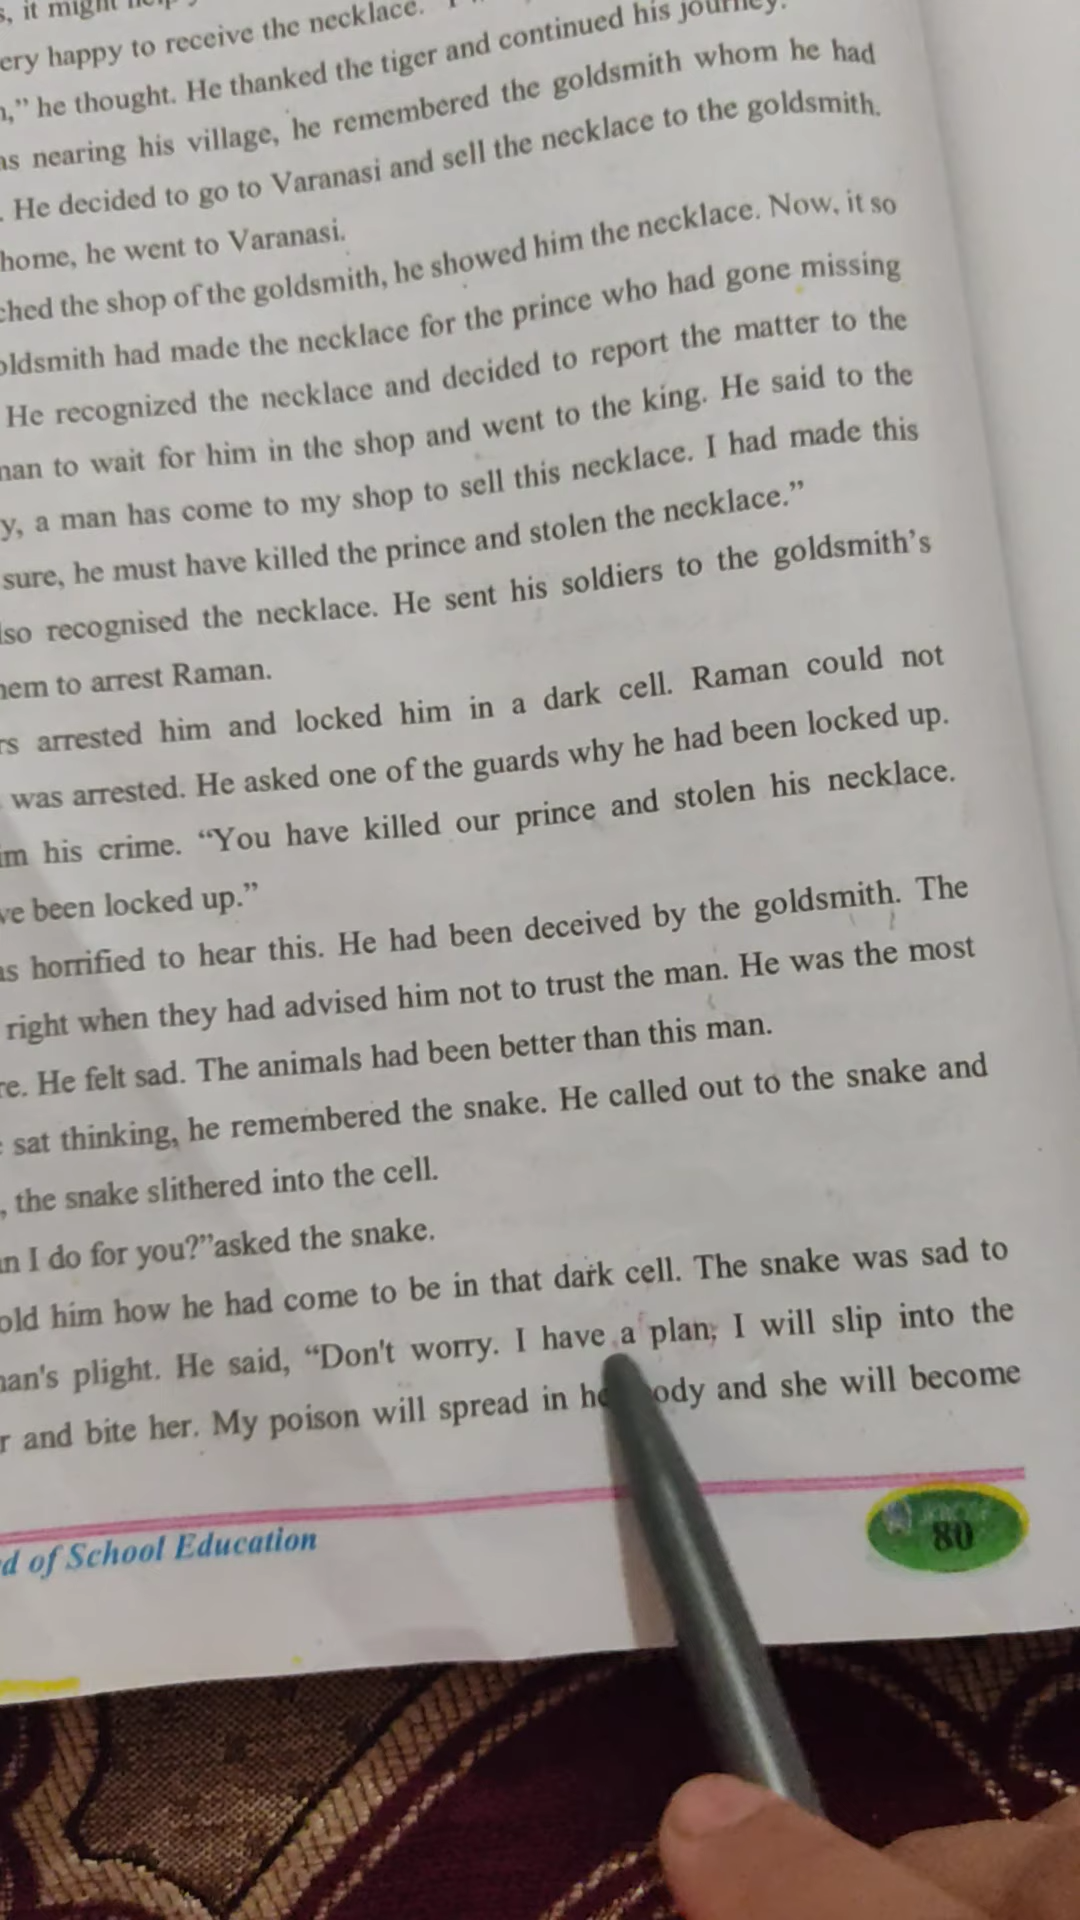 , it might
ery happy to receive the necklace.
," he thought. He thanked the tiger and continued his journey.
as nearing his village, he remembered the goldsmith whom he had
. He decided to go to Varanasi and sell the necklace to the goldsmith.
home, he went to Varanasi.
ched the shop of the goldsmith, he showed him the necklace. Now, it so
oldsmith had made the necklace for the prince who had gone missing
He recognized the necklace and decided to report the matter to the
man to wait for him in the shop and went to the king. He said to the
y, a man has come to my shop to sell this necklace. I had made this
sure, he must have killed the prince and stolen the necklace."
lso recognised the necklace. He sent his soldiers to the goldsmith's
hem to arrest Raman.
rs arrested him and locked him in a dark cell. Raman could not
was arrested. He asked one of the guards why he had been locked up.
im his crime. "You have killed our prince and stolen his necklace.
ve been locked up."
as horrified to hear this. He had been deceived by the goldsmith. The
right when they had advised him not to trust the man. He was the most
re. He felt sad. The animals had been better than this man.
sat thinking, he remembered the snake. He called out to the snake and
, the snake slithered into the cell.
an I do for you?"asked the snake.
old him how he had come to be in that dark cell. The snake was sad to
man's plight. He said, "Don't worry. I have a plan, I will slip into the
r and bite her. My poison will spread in he ody and she will become
d of School Education
80